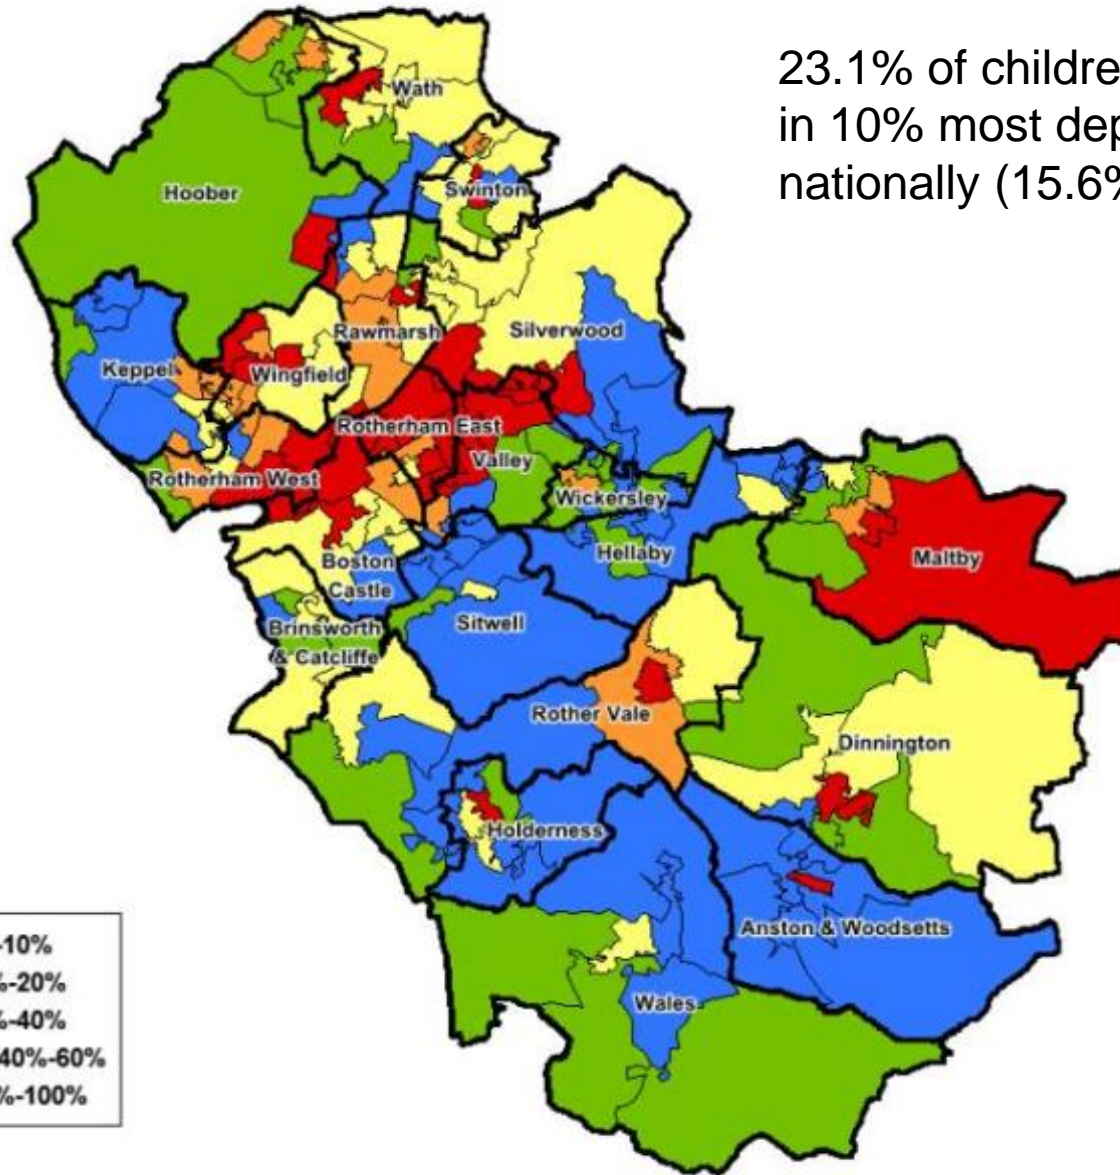 23.1% of childre
in 10% most dep
nationally (15.6%
Wath
Hoober
Swinton
Silverwood
Rawmarsh
Keppel
Wingfield
Rotherham East
Valley
Rotherham West
Wickersley
Hellaby
Maltby
Boston
Castle
Sitwell
Brinsworth
& Catcliffe
Rother Vale
Dinnington
Holderness
Anston & Woodsetts
Wales
-10%
%-20%
%-40%
40%-60%
%-100%